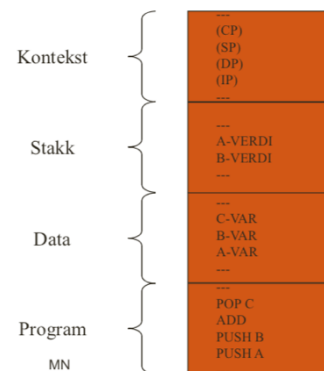 Kontekst
---
(CP)
(SP)
(DP)
(IP)
---
Stakk
---
A-VERDI
B-VERDI
---
Data
---
C-VAR
B-VAR
A-VAR
---
Program
---
POP C
ADD
PUSH B
PUSH A
MN